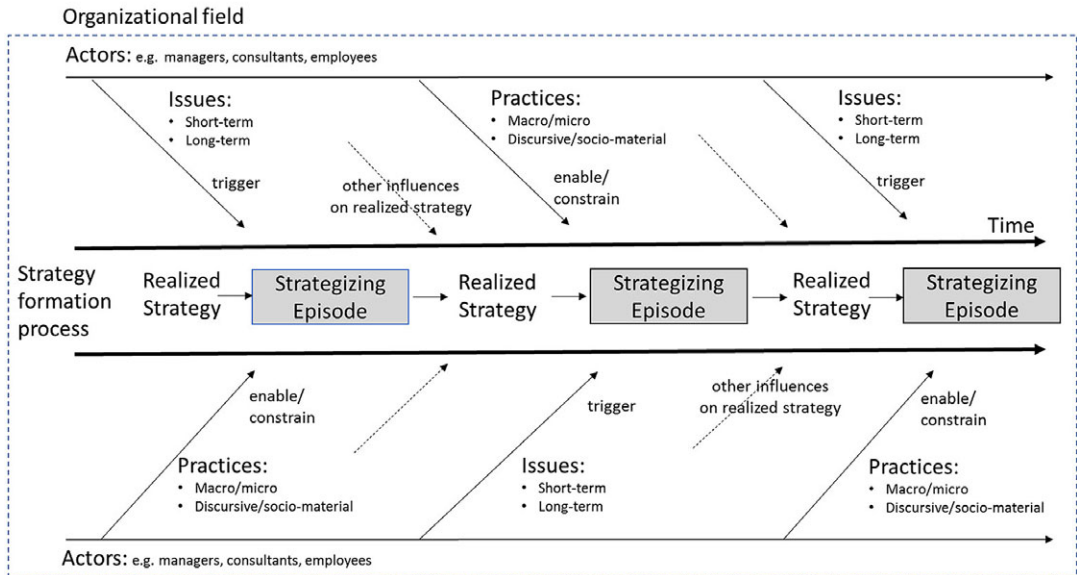 Organizational field
Actors: e.g. managers, consultants, employees
Issues:
• Short-term
• Long-term
trigger
other influences
on realized strategy
Practices:
• Macro/micro
• Discursive/socio-material
enable/
constrain
Issues:
• Short-term
• Long-term
trigger
Time
Strategy
formation
process
Realized
Strategy
Strategizing
Episode
Realized
Strategy
Strategizing
Episode
Realized
Strategy
Strategizing
Episode
enable/
constrain
Practices:
• Macro/micro
• Discursive/socio-material
trigger
Issues:
• Short-term
• Long-term
other influences
on realized strategy
enable/
constrain
Practices:
• Macro/micro
• Discursive/socio-material
Actors: e.g. managers, consultants, employees